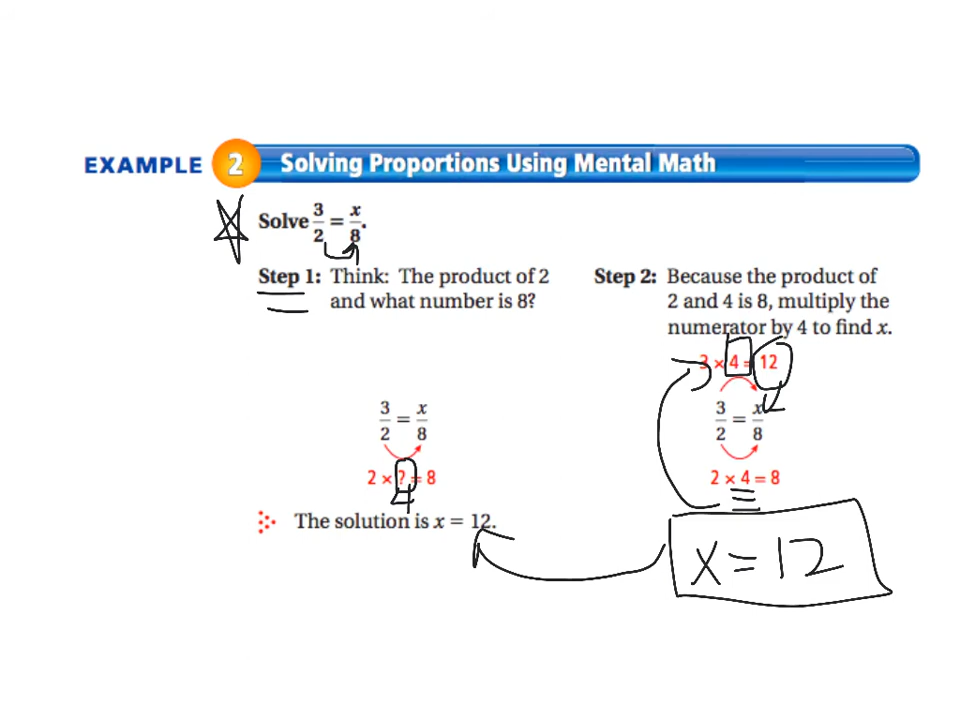 EXAMPLE 2 Solving Proportions Using Mental Math
Solve 3/2 = x/8.
Step 1: Think: The product of 2
and what number is 8?
3/2 = x/8
2 × ? = 8
4
The solution is x = 12.
Step 2: Because the product of
2 and 4 is 8, multiply the
numerator by 4 to find x.
3 × 4 = 12
3/2 = x/8
2 × 4 = 8
x = 12